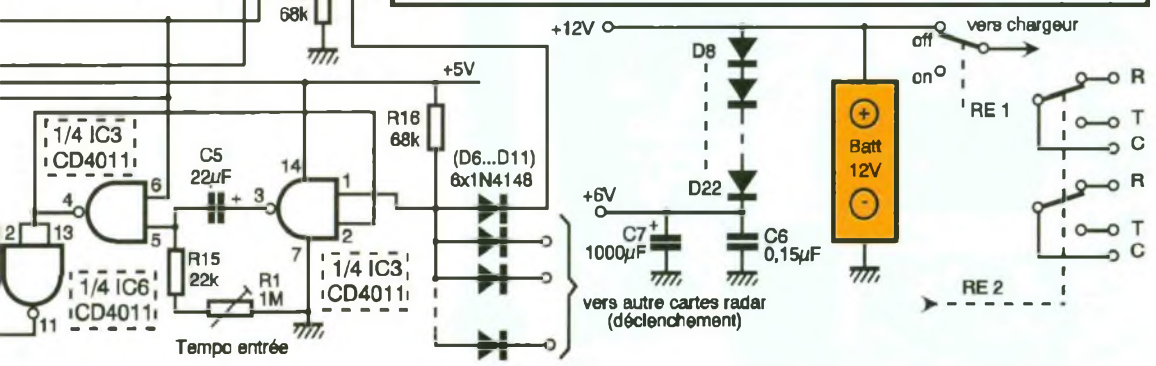 68k
+12V
D8
off
vers chargeur
on
RE 1
+5V
R16
68k
(D6...D11)
6x1N4148
D22
+6V
C7
1000µF
+
C6
0,15µF
+
Batt
12V
-
R
T
C
R
T
C
RE 2
1/4 IC3
CD4011
C5
22µF
+
4
6
5
3
14
1
2
7
12
13
11
R15
22k
R1
1M
1/4 IC3
CD4011
1/4 IC6
CD4011
Tempo entrée
vers autre cartes radar
(déclenchement)